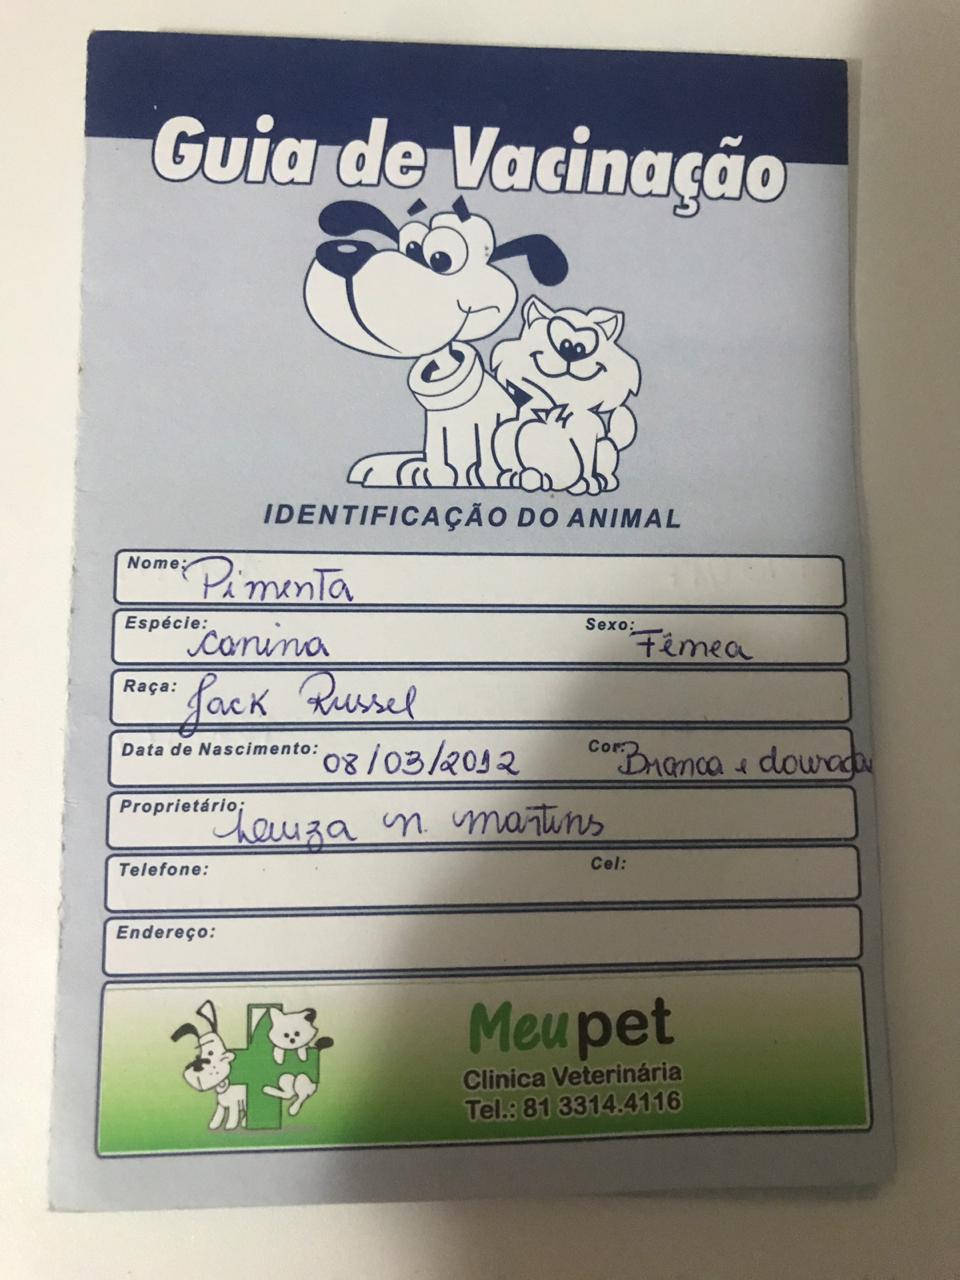 Guia de Vacinação
IDENTIFICAÇÃO DO ANIMAL
Nome: Pimenta
Espécie: canina Sexo: Fêmea
Raça: Jack Russel
Data de Nascimento: 08/03/2012 Cor: Branca e dourada
Proprietário: n. martins
Telefone: Cel:
Endereço:
Meupet
Clinica Veterinária
Tel.: 81 3314.4116